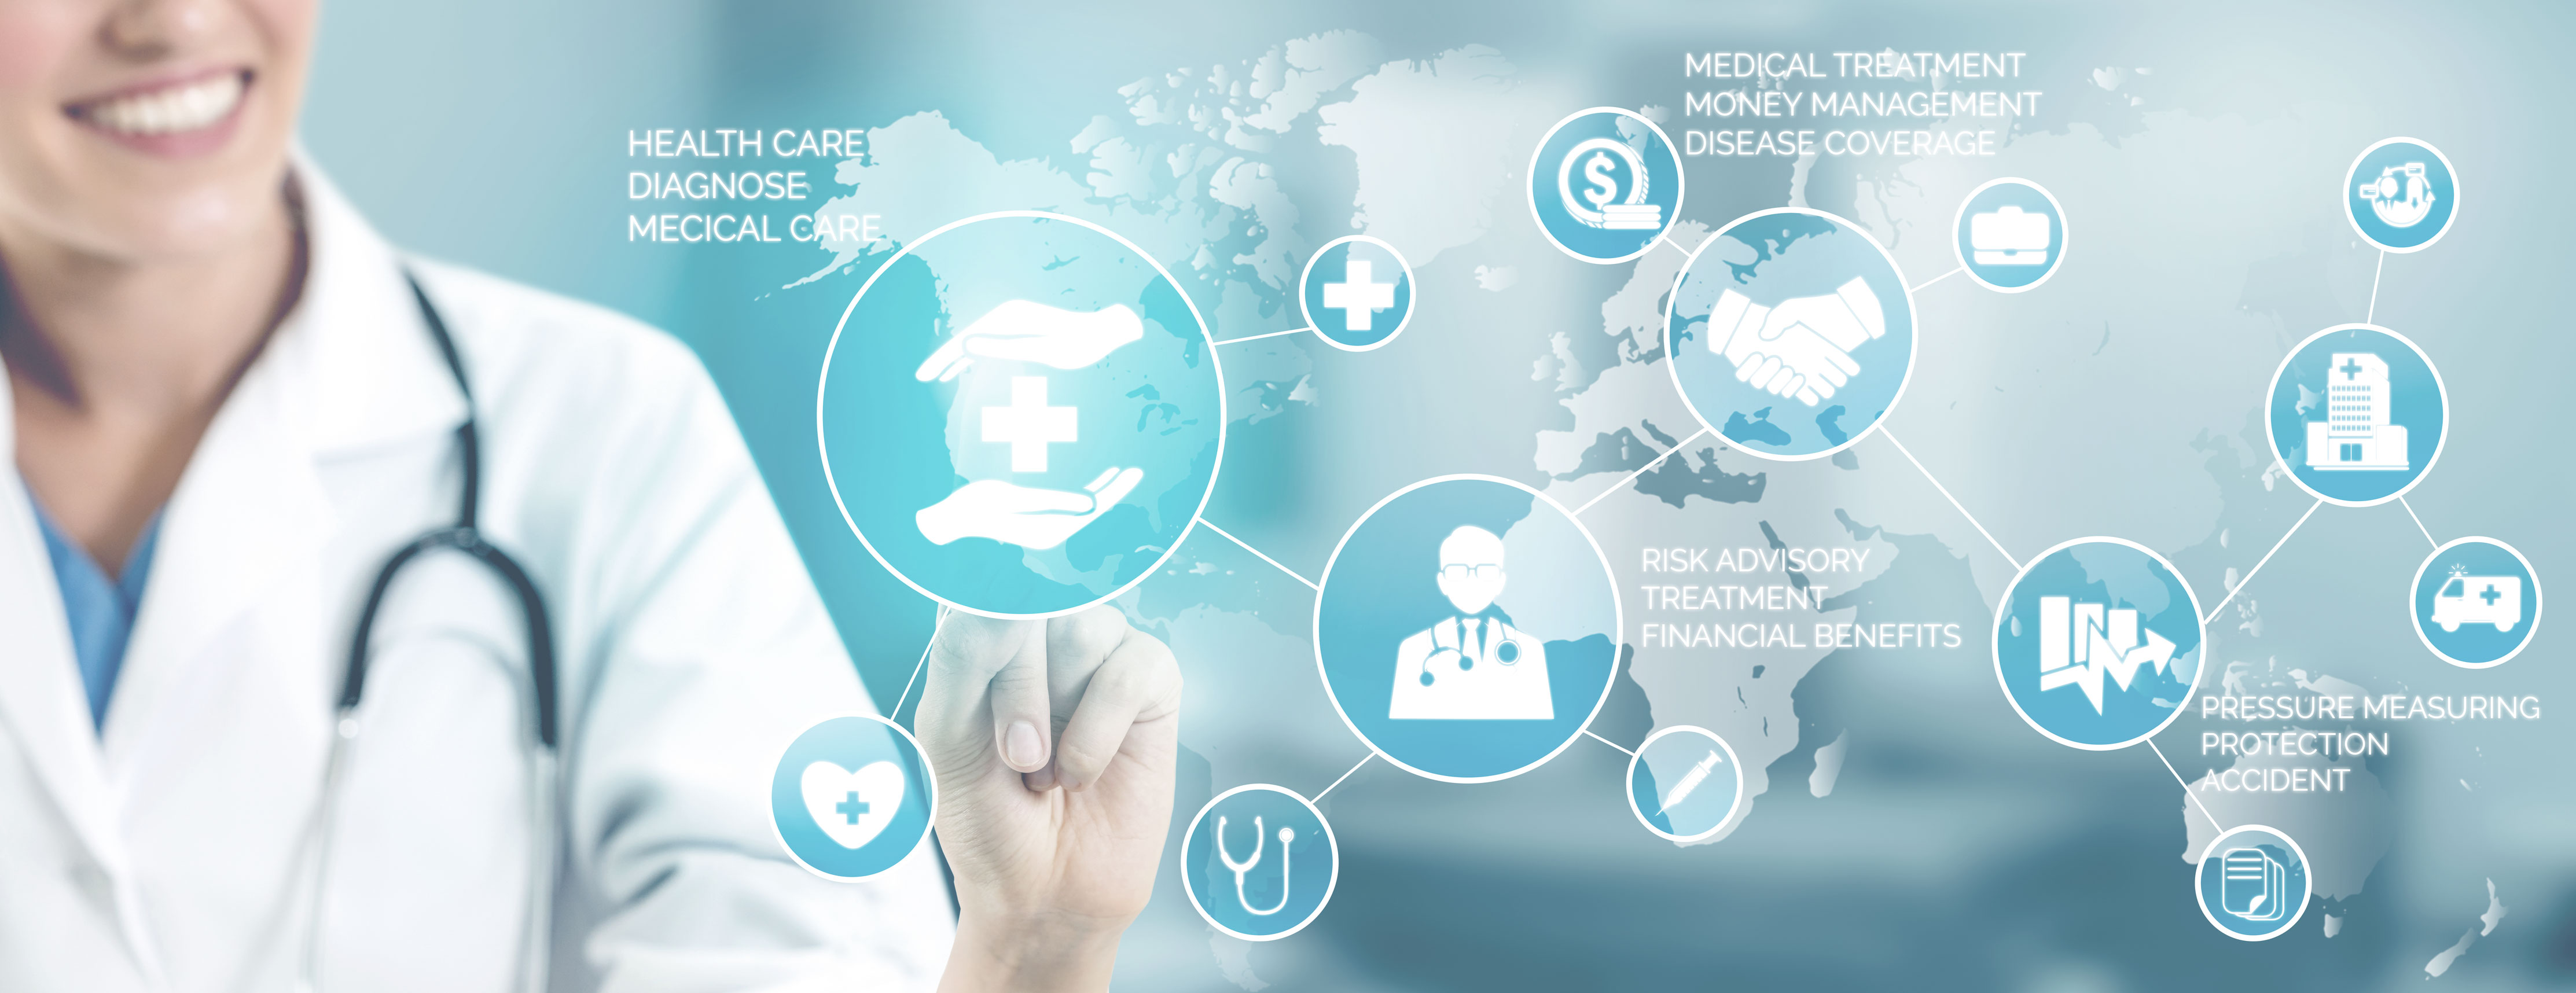 HEALTH CARE
DIAGNOSE
MECICAL CARE
MEDICAL TREATMENT
MONEY MANAGEMENT
DISEASE COVERAGE
$
RISK ADVISORY
TREATMENT
FINANCIAL BENEFITS
PRESSURE MEASURING
PROTECTION
ACCIDENT